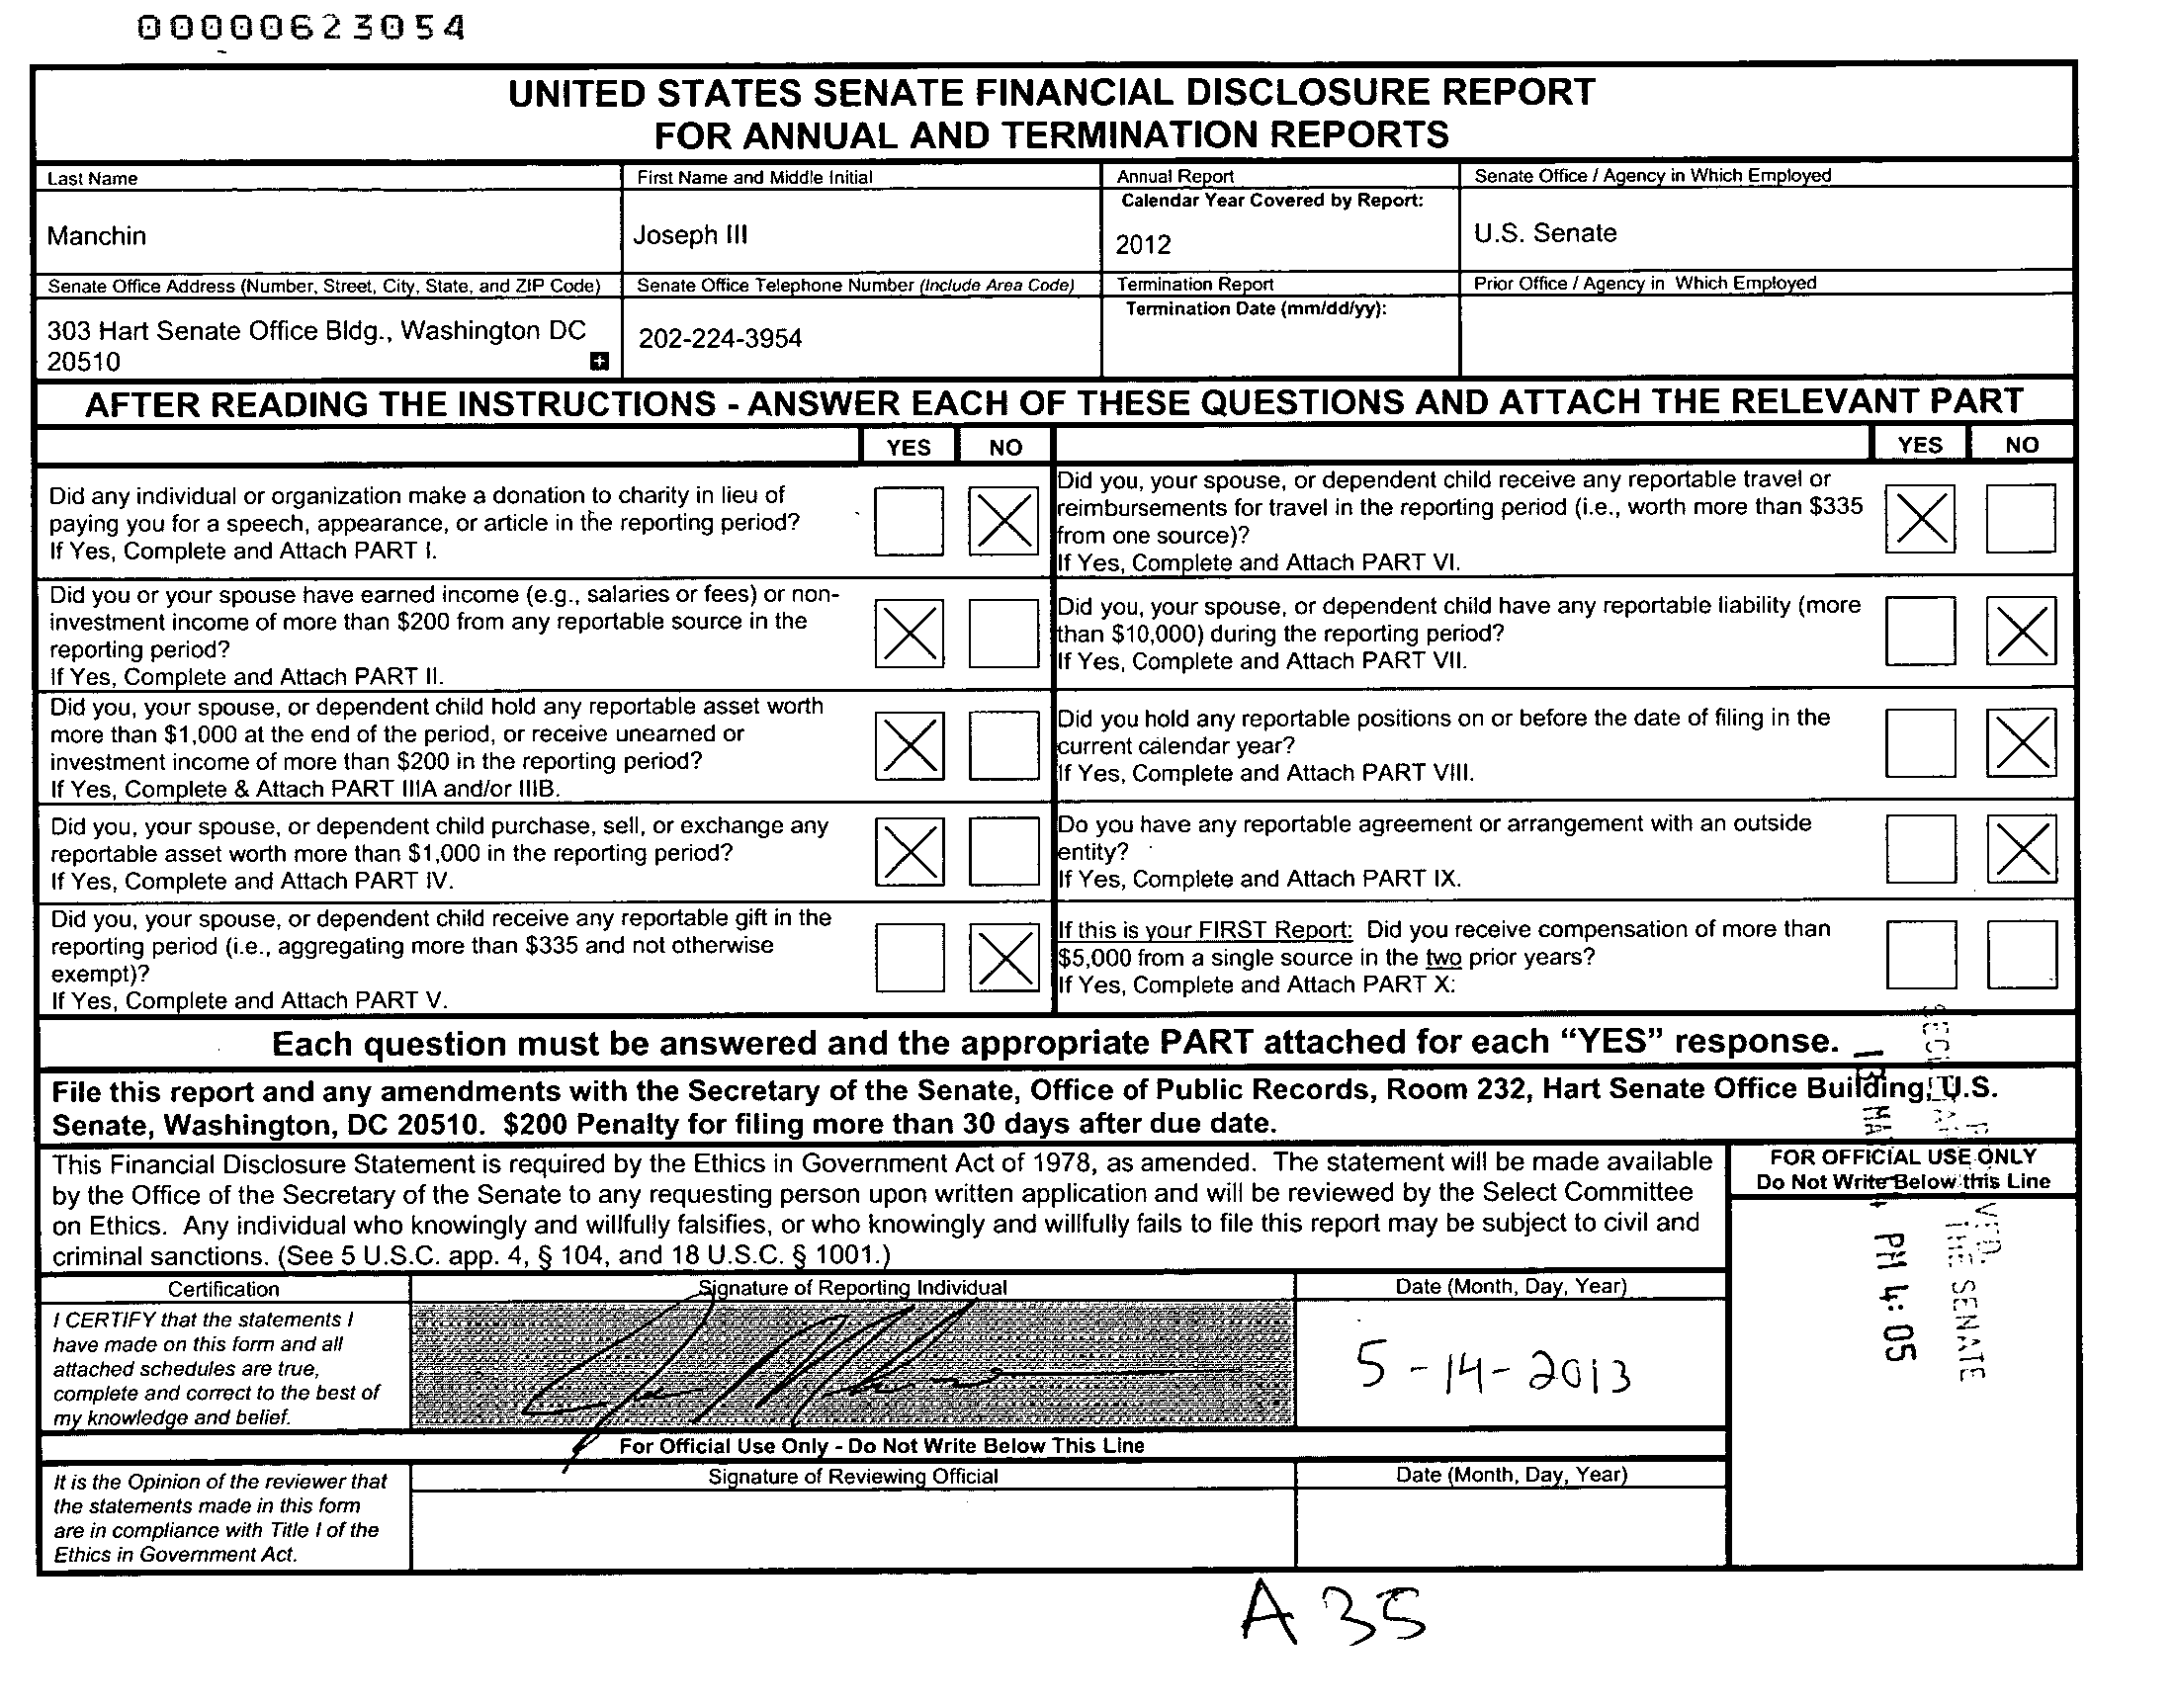 00000623054
UNITED STATES SENATE FINANCIAL DISCLOSURE REPORT
FOR ANNUAL AND TERMINATION REPORTS
Last Name
Manchin
First Name and Middle Initial
Joseph III
Annual Report
Calendar Year Covered by Report:
2012
Senate Office / Agency in Which Employed
U.S. Senate
Senate Office Address (Number, Street, City, State, and ZIP Code)
303 Hart Senate Office Bldg., Washington DC
20510
Senate Office Telephone Number (Include Area Code)
202-224-3954
Termination Report
Termination Date (mm/dd/yy):
Prior Office / Agency in Which Employed
AFTER READING THE INSTRUCTIONS - ANSWER EACH OF THESE QUESTIONS AND ATTACH THE RELEVANT PART
YES NO
Did any individual or organization make a donation to charity in lieu of
paying you for a speech, appearance, or article in the reporting period?
If Yes, Complete and Attach PART I.
Did you or your spouse have earned income (e.g., salaries or fees) or non-
investment income of more than $200 from any reportable source in the
reporting period?
If Yes, Complete and Attach PART II.
Did you, your spouse, or dependent child hold any reportable asset worth
more than $1,000 at the end of the period, or receive unearned or
investment income of more than $200 in the reporting period?
If Yes, Complete & Attach PART IIIA and/or IIIB.
Did you, your spouse, or dependent child purchase, sell, or exchange any
reportable asset worth more than $1,000 in the reporting period?
If Yes, Complete and Attach PART IV.
Did you, your spouse, or dependent child receive any reportable gift in the
reporting period (i.e., aggregating more than $335 and not otherwise
exempt)?
If Yes, Complete and Attach PART V.
YES NO
Did you, your spouse, or dependent child receive any reportable travel or
reimbursements for travel in the reporting period (i.e., worth more than $335
from one source)?
If Yes, Complete and Attach PART VI.
Did you, your spouse, or dependent child have any reportable liability (more
than $10,000) during the reporting period?
If Yes, Complete and Attach PART VII.
Did you hold any reportable positions on or before the date of filing in the
current calendar year?
If Yes, Complete and Attach PART VIII.
Do you have any reportable agreement or arrangement with an outside
entity?
If Yes, Complete and Attach PART IX.
If this is your FIRST Report: Did you receive compensation of more than
$5,000 from a single source in the two prior years?
If Yes, Complete and Attach PART X:
Each question must be answered and the appropriate PART attached for each “YES” response.
File this report and any amendments with the Secretary of the Senate, Office of Public Records, Room 232, Hart Senate Office Building, U.S.
Senate, Washington, DC 20510. $200 Penalty for filing more than 30 days after due date.
This Financial Disclosure Statement is required by the Ethics in Government Act of 1978, as amended. The statement will be made available
by the Office of the Secretary of the Senate to any requesting person upon written application and will be reviewed by the Select Committee
on Ethics. Any individual who knowingly and willfully falsifies, or who knowingly and willfully fails to file this report may be subject to civil and
criminal sanctions. (See 5 U.S.C. app. 4, § 104, and 18 U.S.C. § 1001.)
FOR OFFICIAL USE ONLY
Do Not Write Below this Line
PM 4: 05
THE SENATE
Certification
I CERTIFY that the statements I
have made on this form and all
attached schedules are true,
complete and correct to the best of
my knowledge and belief.
Signature of Reporting Individual
Date (Month, Day, Year)
5-14-2013
For Official Use Only - Do Not Write Below This Line
It is the Opinion of the reviewer that
the statements made in this form
are in compliance with Title I of the
Ethics in Government Act.
Signature of Reviewing Official
Date (Month, Day, Year)
A 35